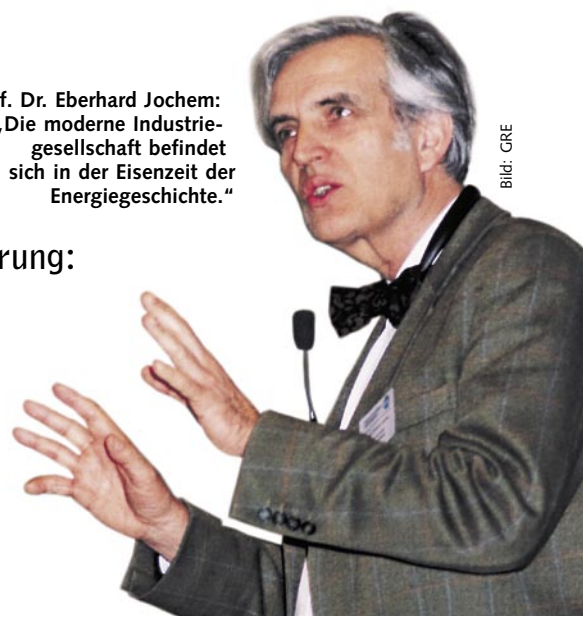 f. Dr. Eberhard Jochem:
„Die moderne Industrie-
gesellschaft befindet
sich in der Eisenzeit der
Energiegeschichte.“
rung:
Bild: GRE